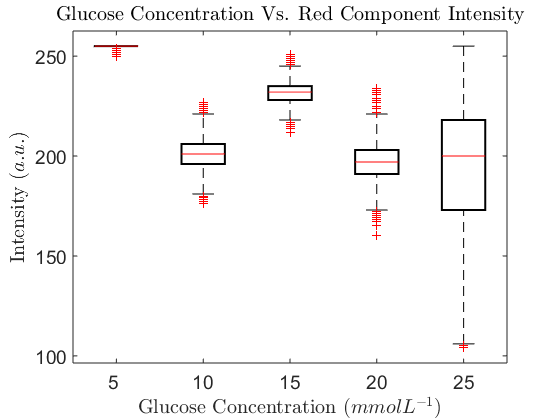 Glucose Concentration Vs. Red Component Intensity
250
200
150
100
Intensity (a.u.)
5 10 15 20 25
Glucose Concentration (mmolL⁻¹)